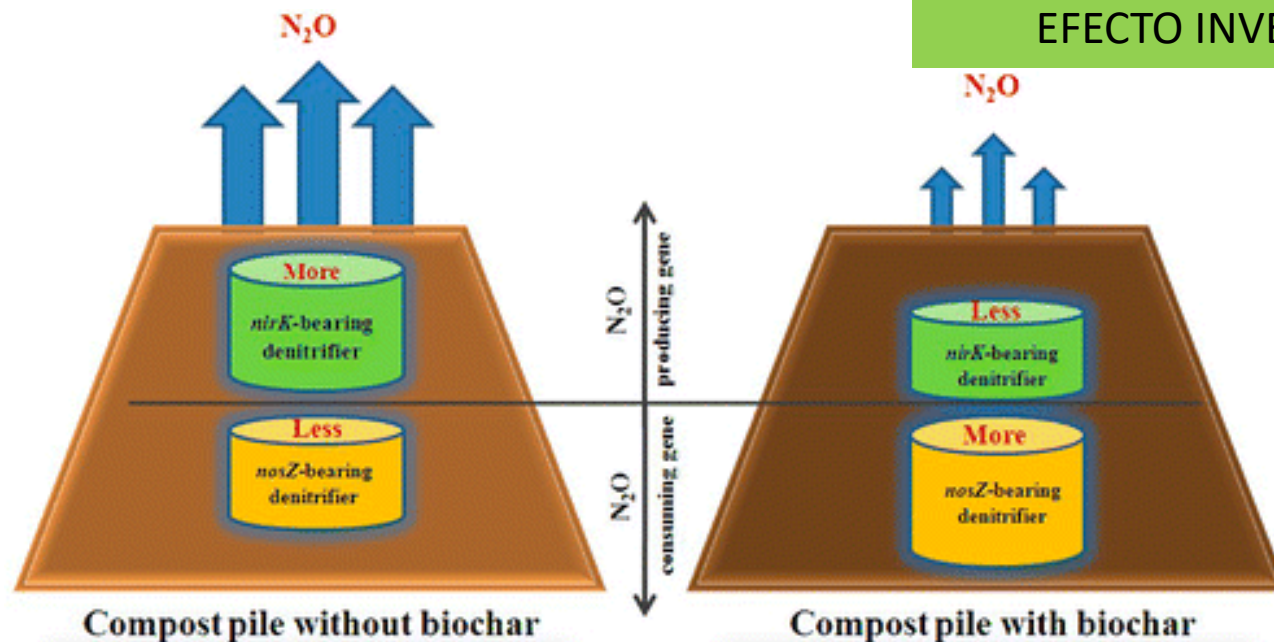 EFECTO INVE
N₂O
N₂O
More
nirK-bearing
denitrifier
Less
nosZ-bearing
denitrifier
N₂O
producing gene
N₂O
consuming gene
Less
nirK-bearing
denitrifier
More
nosZ-bearing
denitrifier
Compost pile without biochar
Compost pile with biochar